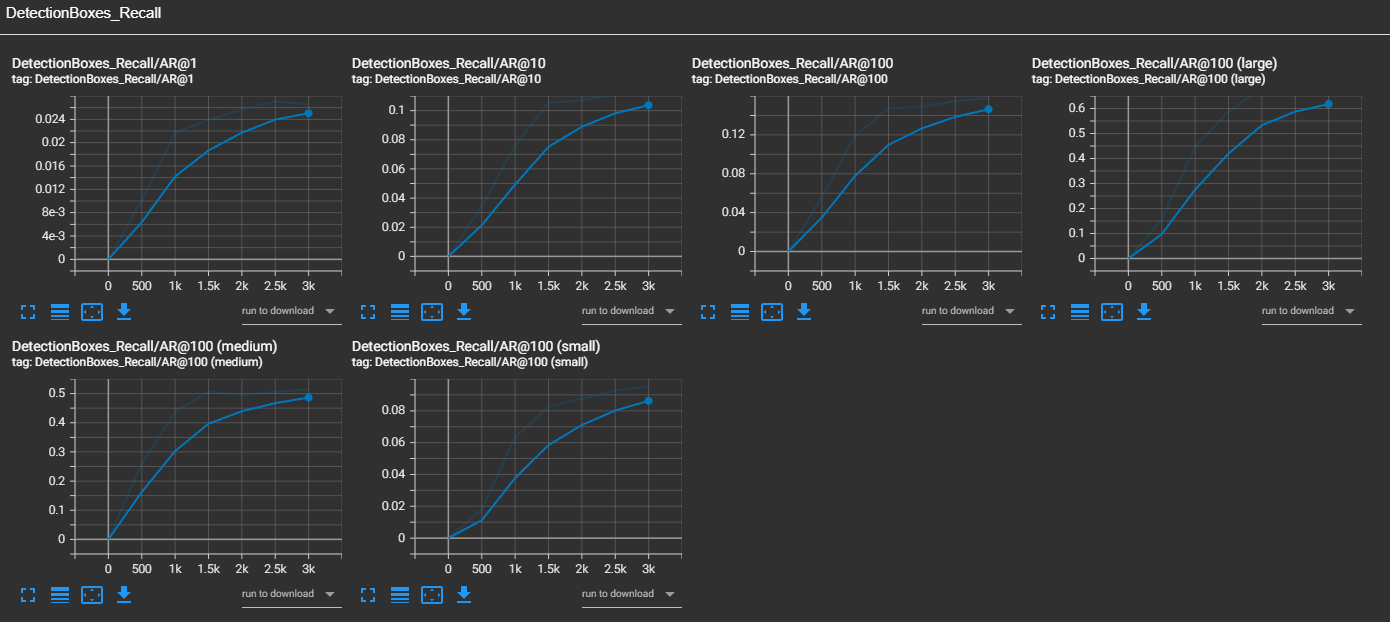 DetectionBoxes_Recall
DetectionBoxes_Recall/AR@1
tag: DetectionBoxes_Recall/AR@1
0.024
0.02
0.016
0.012
8e-3
4e-3
0
0 500 1k 1.5k 2k 2.5k 3k
run to download
DetectionBoxes_Recall/AR@10
tag: DetectionBoxes_Recall/AR@10
0.1
0.08
0.06
0.04
0.02
0
0 500 1k 1.5k 2k 2.5k 3k
run to download
DetectionBoxes_Recall/AR@100
tag: DetectionBoxes_Recall/AR@100
0.12
0.08
0.04
0
0 500 1k 1.5k 2k 2.5k 3k
run to download
DetectionBoxes_Recall/AR@100 (large)
tag: DetectionBoxes_Recall/AR@100 (large)
0.6
0.5
0.4
0.3
0.2
0.1
0
0 500 1k 1.5k 2k 2.5k 3k
run to download
DetectionBoxes_Recall/AR@100 (medium)
tag: DetectionBoxes_Recall/AR@100 (medium)
0.5
0.4
0.3
0.2
0.1
0
0 500 1k 1.5k 2k 2.5k 3k
run to download
DetectionBoxes_Recall/AR@100 (small)
tag: DetectionBoxes_Recall/AR@100 (small)
0.08
0.06
0.04
0.02
0
0 500 1k 1.5k 2k 2.5k 3k
run to download